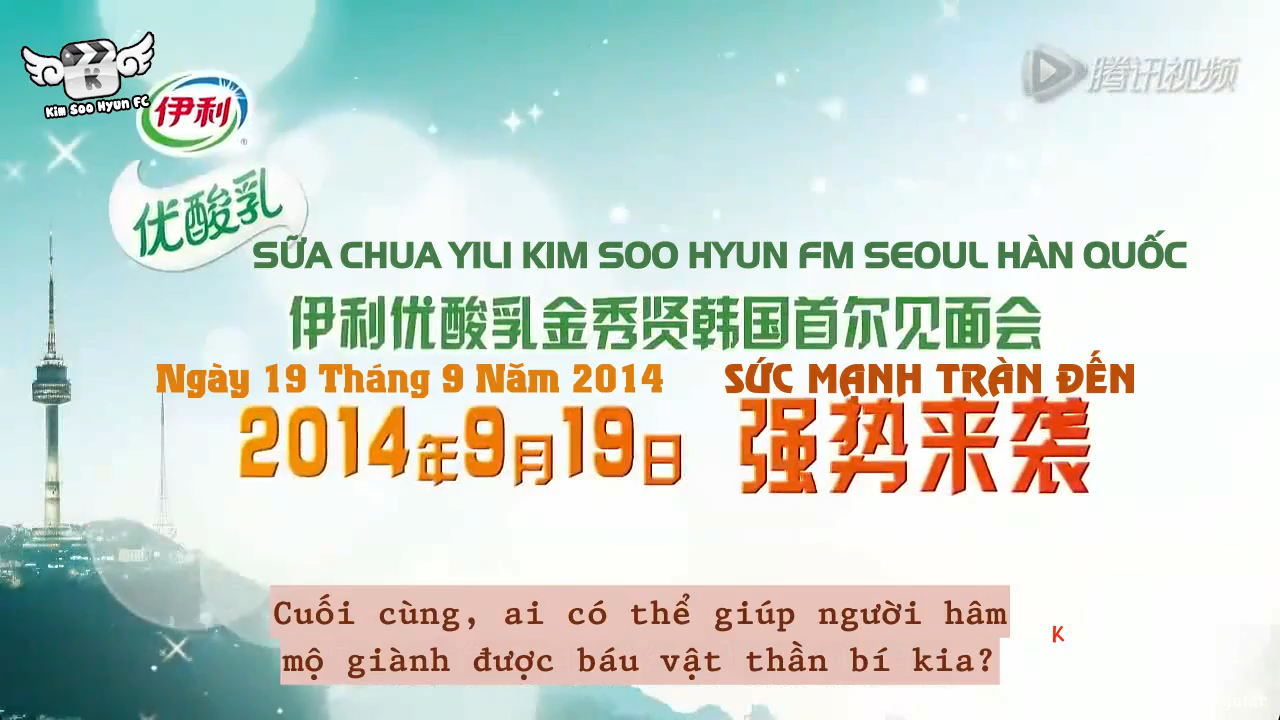 K
Kim Soo Hyun FC
伊利
®
腾讯视频
优酸乳
SỮA CHUA YILI KIM SOO HYUN FM SEOUL HÀN QUỐC
伊利优酸乳金秀贤韩国首尔见面会
Ngày 19 Tháng 9 Năm 2014 SỨC MẠNH TRÀN ĐẾN
2014年9月19日 强势来袭
Cuối cùng, ai có thể giúp người hâm
mộ giành được báu vật thần bí kia?
K